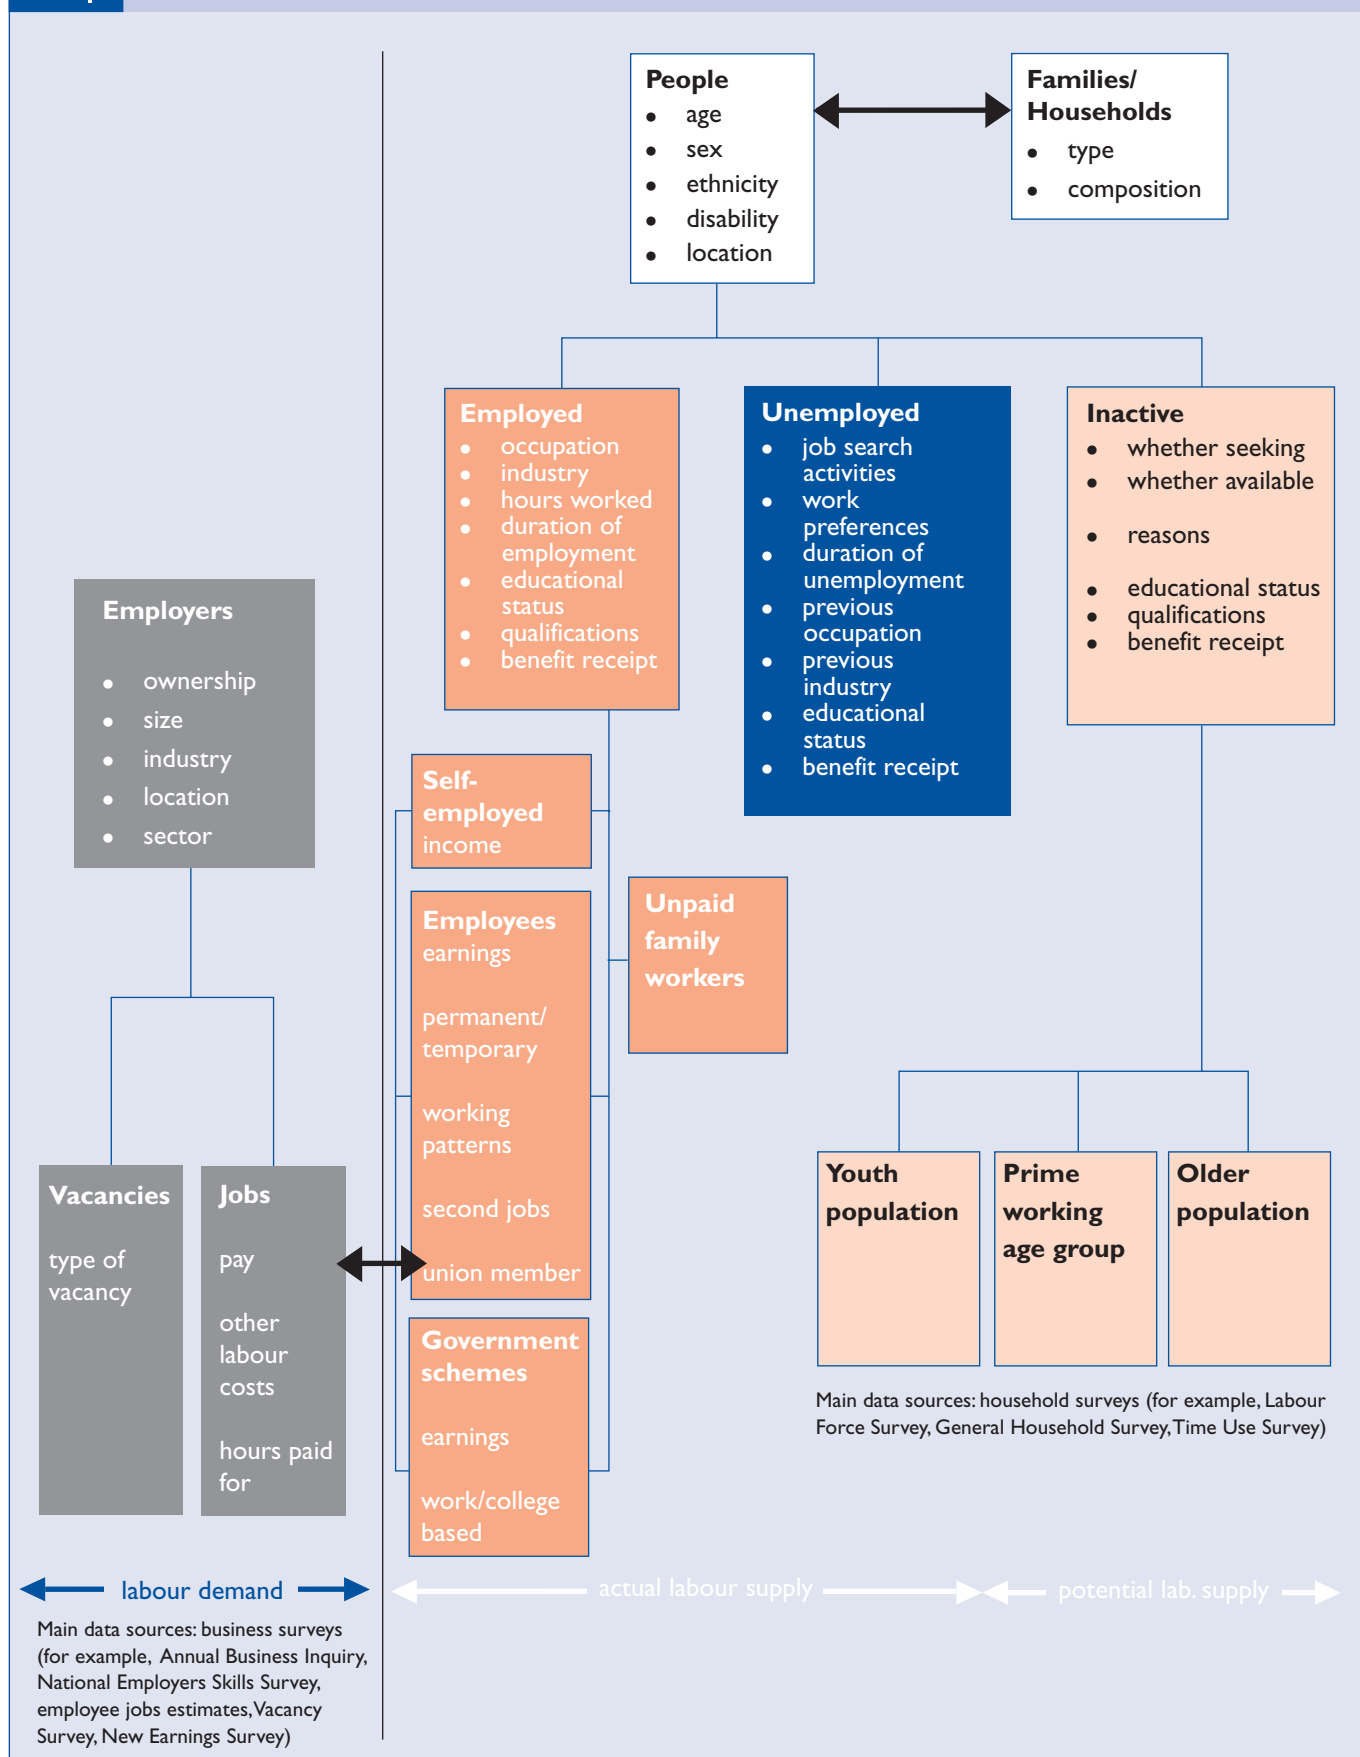 People
• age
• sex
• ethnicity
• disability
• location
Families/
Households
• type
• composition
Employed
• occupation
• industry
• hours worked
• duration of
employment
• educational
status
• qualifications
• benefit receipt
Unemployed
• job search
activities
• work
preferences
• duration of
unemployment
• previous
occupation
• previous
industry
• educational
status
• benefit receipt
Inactive
• whether seeking
• whether available
• reasons
• educational status
• qualifications
• benefit receipt
Employers
• ownership
• size
• industry
• location
• sector
Self-
employed
income
Employees
earnings
permanent/
temporary
working
patterns
second jobs
union member
Unpaid
family
workers
Vacancies
type of
vacancy
Jobs
pay
other
labour
costs
hours paid
for
Government
schemes
earnings
work/college
based
Youth
population
Prime
working
age group
Older
population
Main data sources: household surveys (for example, Labour
Force Survey, General Household Survey, Time Use Survey)
labour demand
actual labour supply
potential lab. supply
Main data sources: business surveys
(for example, Annual Business Inquiry,
National Employers Skills Survey,
employee jobs estimates, Vacancy
Survey, New Earnings Survey)